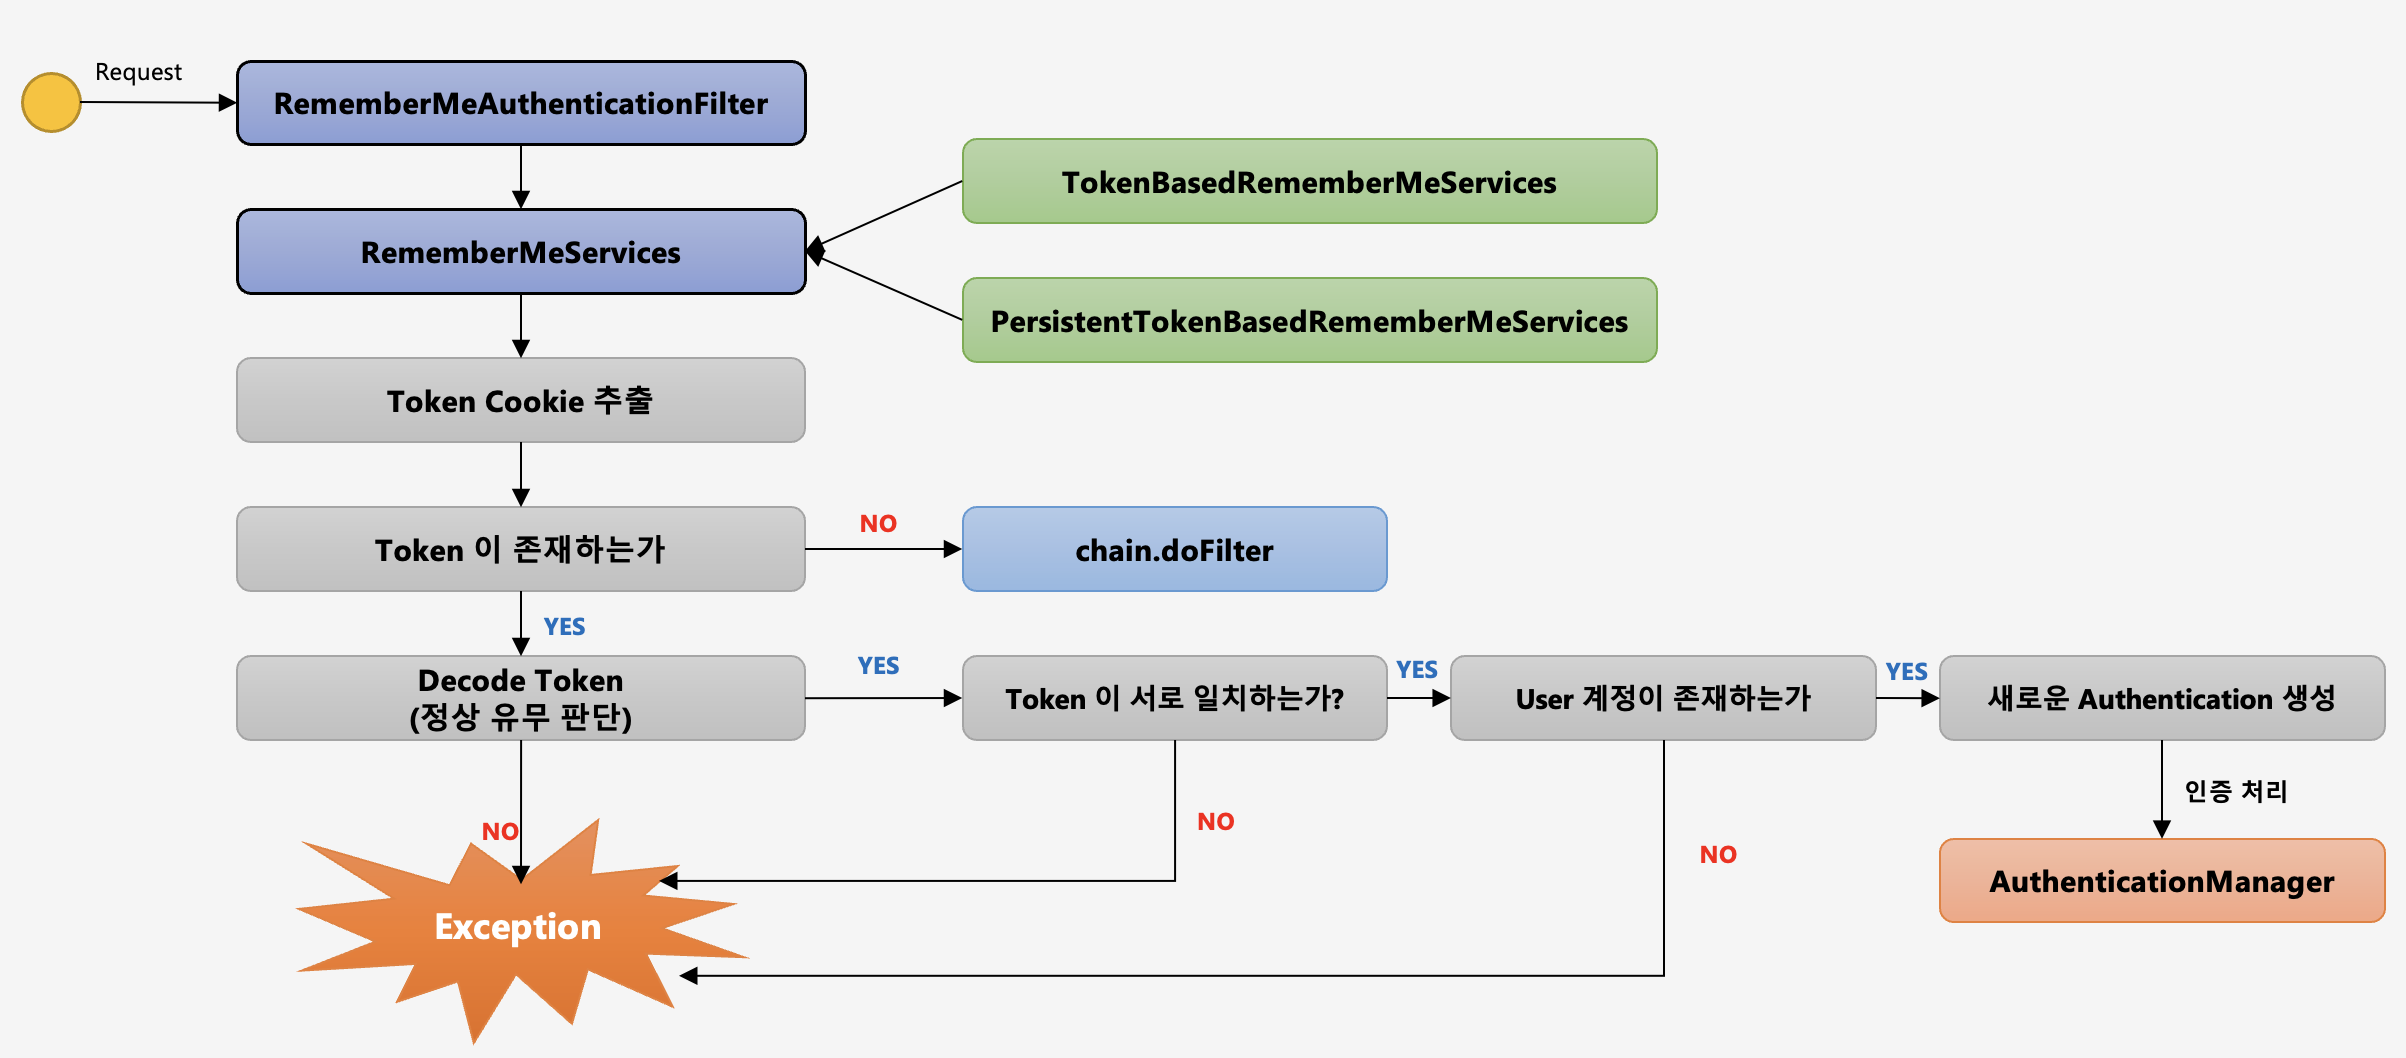 Request
RememberMeAuthenticationFilter
RememberMeServices
TokenBasedRememberMeServices
PersistentTokenBasedRememberMeServices
Token Cookie 추출
Token 이 존재하는가
NO
chain.doFilter
YES
Decode Token
(정상 유무 판단)
YES
Token 이 서로 일치하는가?
YES
User 계정이 존재하는가
YES
새로운 Authentication 생성
인증 처리
NO
NO
NO
AuthenticationManager
Exception